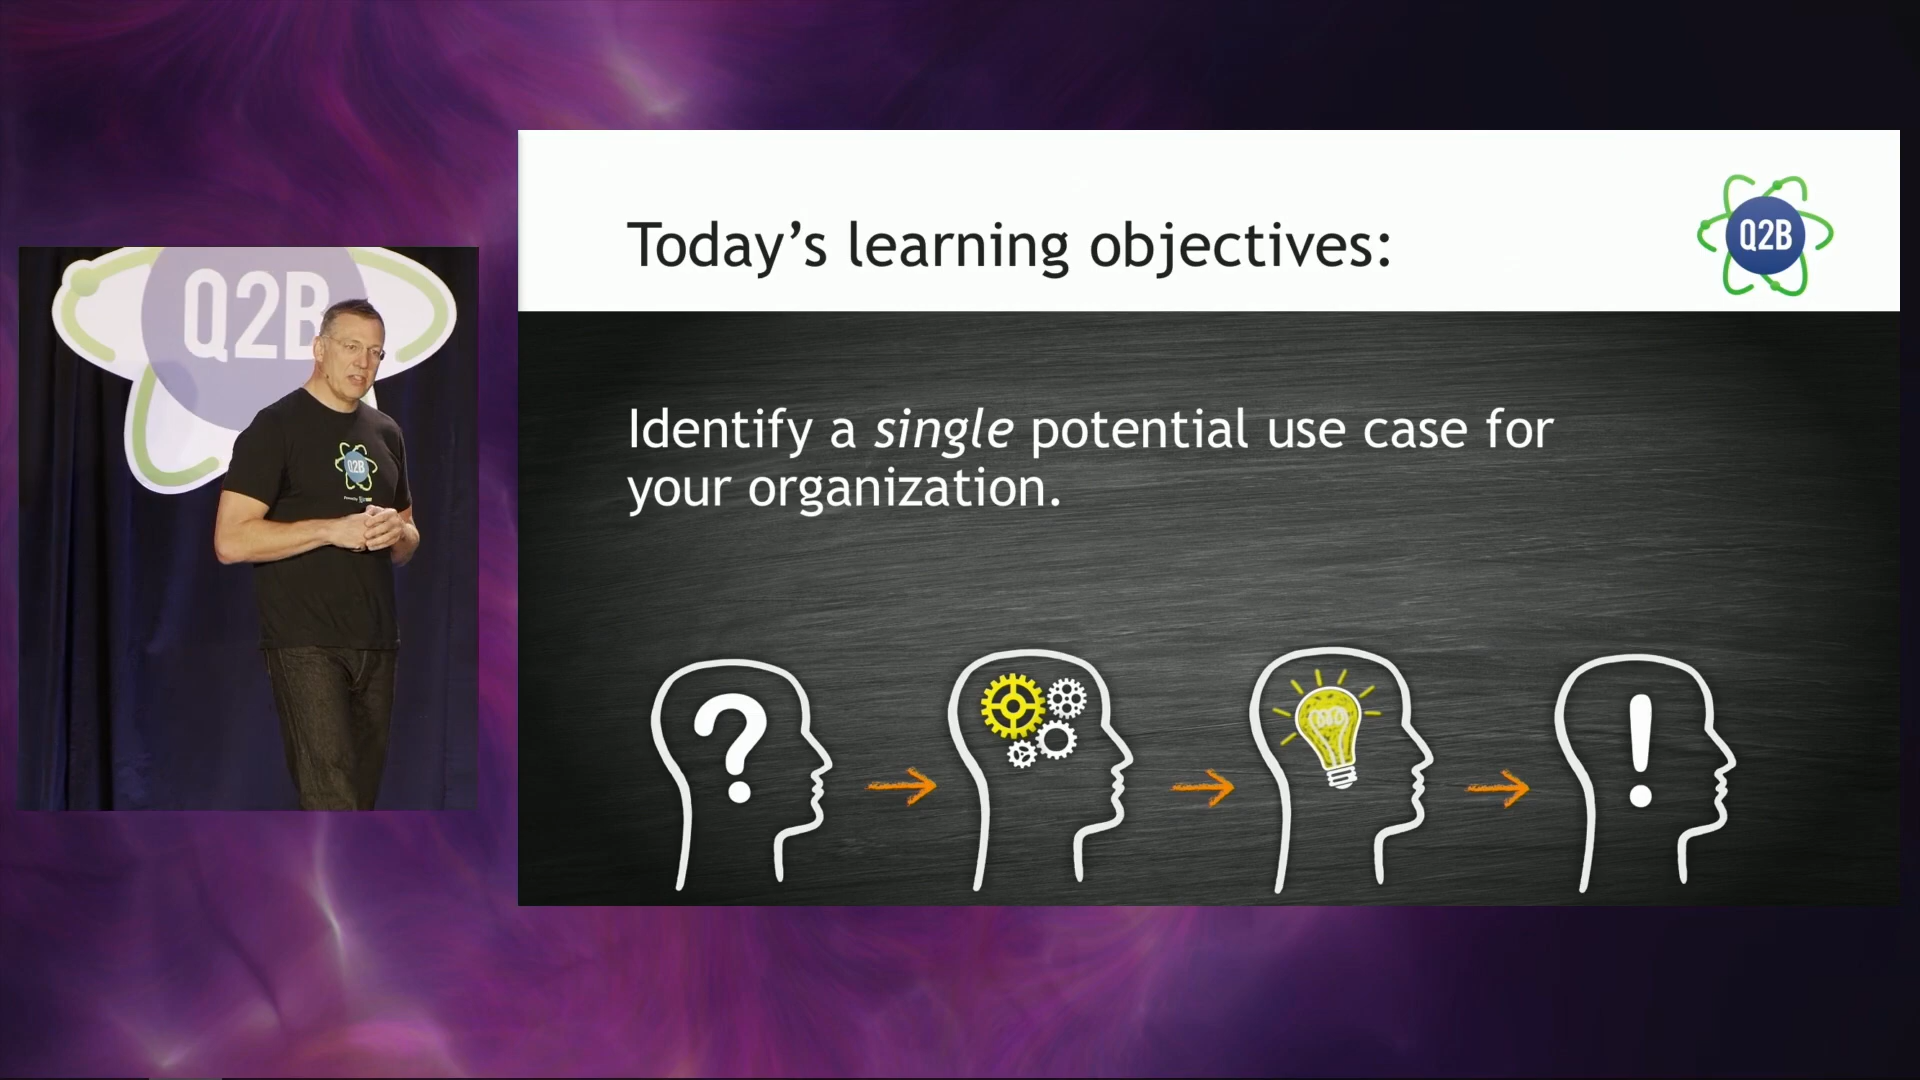 Q2B
Q2B
Today's learning objectives:
Q2B
Identify a single potential use case for
your organization.
?
!